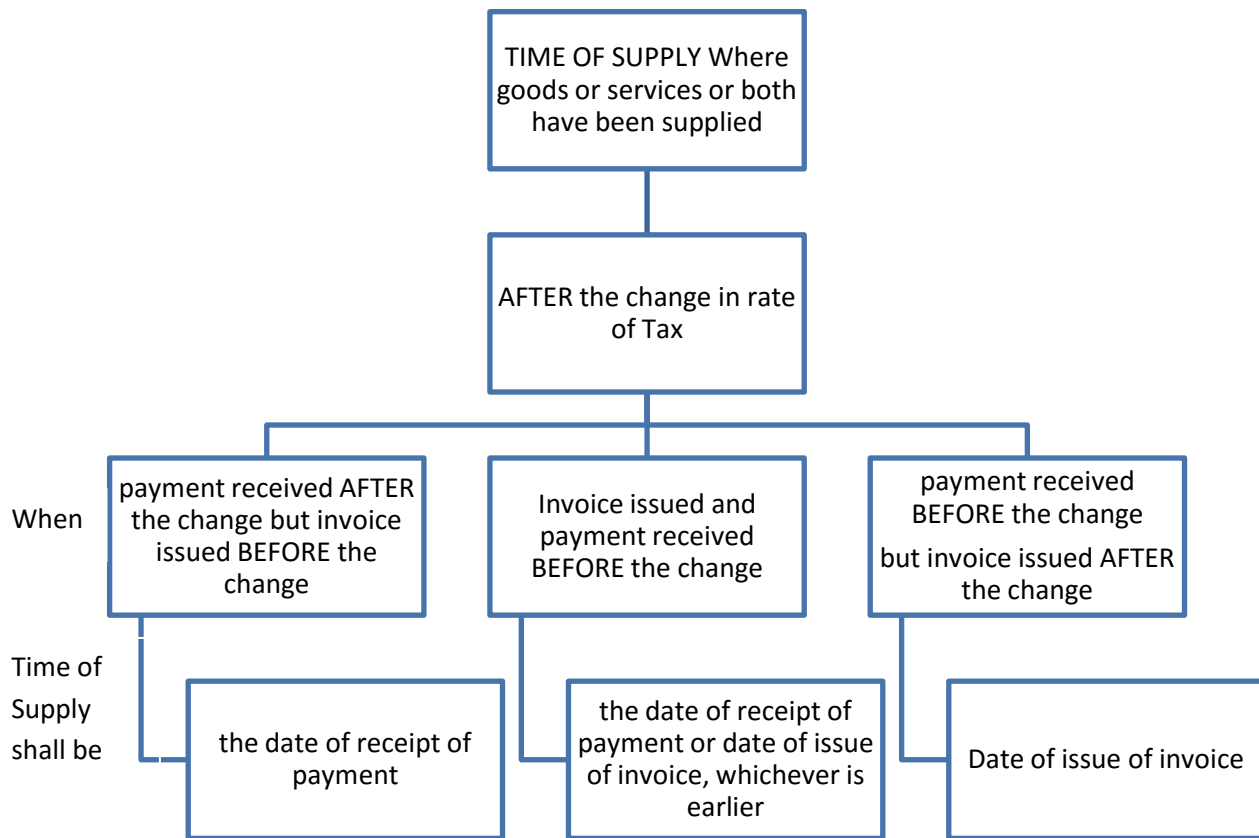 TIME OF SUPPLY Where
goods or services or both
have been supplied
AFTER the change in rate
of Tax
When
payment received AFTER
the change but invoice
issued BEFORE the
change
Invoice issued and
payment received
BEFORE the change
payment received
BEFORE the change
but invoice issued AFTER
the change
Time of
Supply
shall be
the date of receipt of
payment
the date of receipt of
payment or date of issue
of invoice, whichever is
earlier
Date of issue of invoice